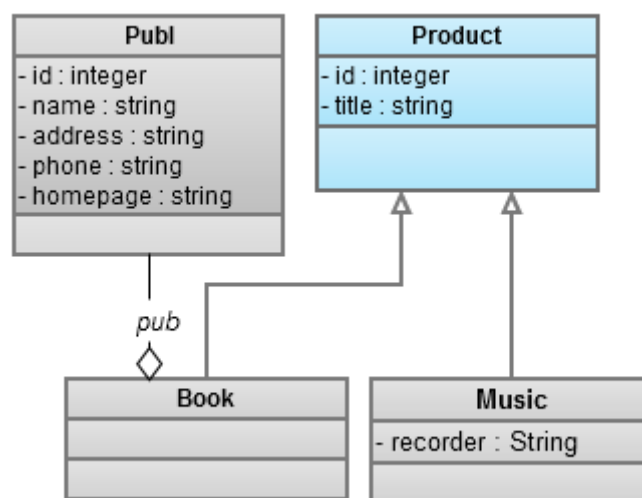 Publ
- id : integer
- name : string
- address : string
- phone : string
- homepage : string
Product
- id : integer
- title : string
pub
Book
Music
- recorder : String